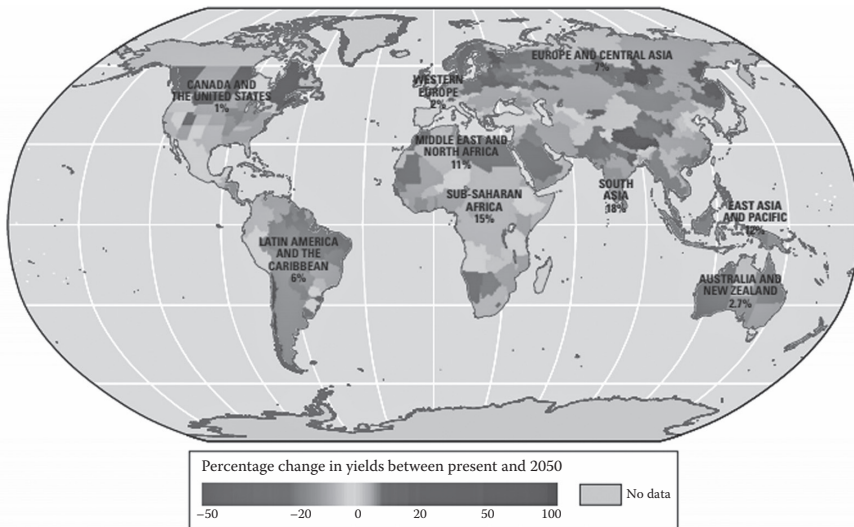 EUROPE AND CENTRAL ASIA
7%
WESTERN
EUROPE
2%
CANADA AND
THE UNITED STATES
1%
MIDDLE EAST AND
NORTH AFRICA
11%
SUB-SAHARAN
AFRICA
15%
SOUTH
ASIA
18%
EAST ASIA
AND PACIFIC
12%
LATIN AMERICA
AND THE
CARIBBEAN
6%
AUSTRALIA AND
NEW ZEALAND
2.7%
Percentage change in yields between present and 2050
−50 −20 0 20 50 100
No data